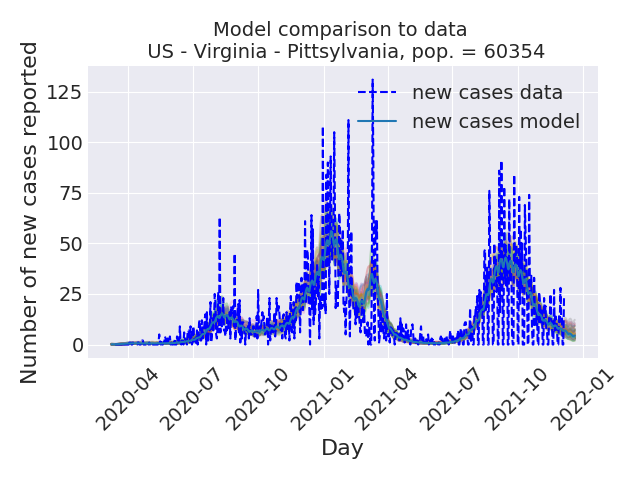 Model comparison to data
US - Virginia - Pittsylvania, pop. = 60354
Number of new cases reported
125
100
75
50
25
0
new cases data
new cases model
2020-04
2020-07
2020-10
2021-01
2021-04
2021-07
2021-10
2022-01
Day